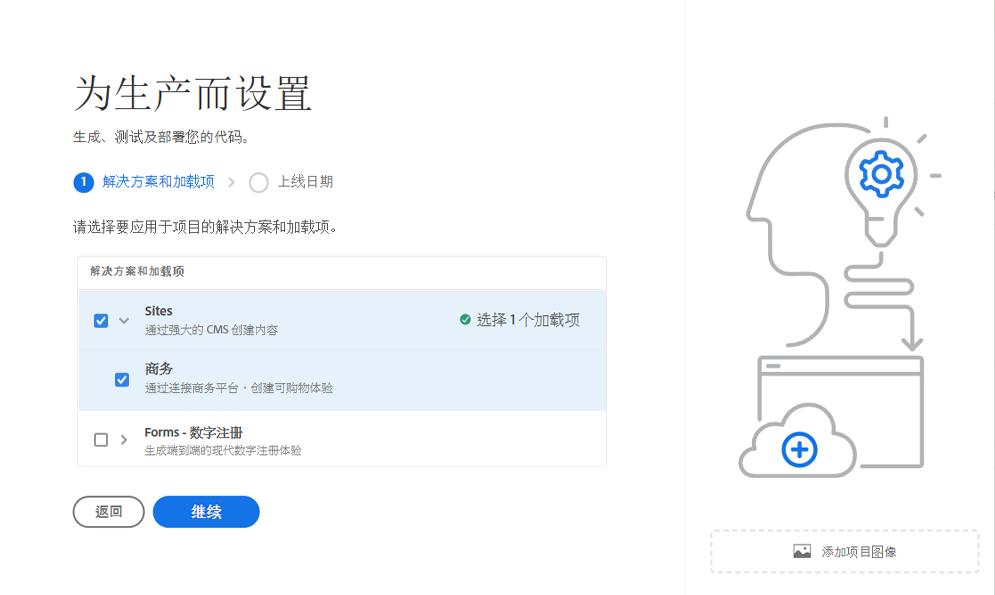 为生产而设置
生成、测试及部署您的代码。
1 解决方案和加载项 上线日期
请选择要应用于项目的解决方案和加载项。
解决方案和加载项
Sites
通过强大的 CMS 创建内容
选择 1 个加载项
商务
通过连接商务平台，创建可购物体验
Forms - 数字注册
生成端到端的现代数字注册体验
返回 继续
添加项目图像